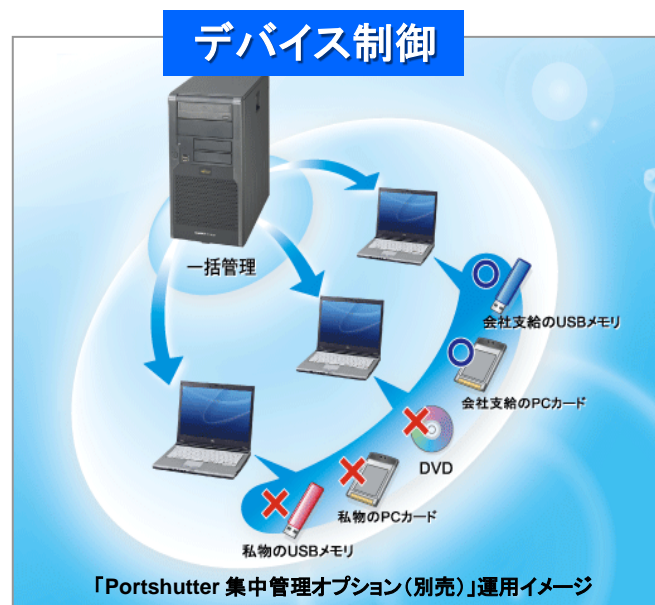 デバイス制御
一括管理
会社支給のUSBメモリ
会社支給のPCカード
DVD
私物のPCカード
私物のUSBメモリ
「Portshutter 集中管理オプション（別売）」運用イメージ